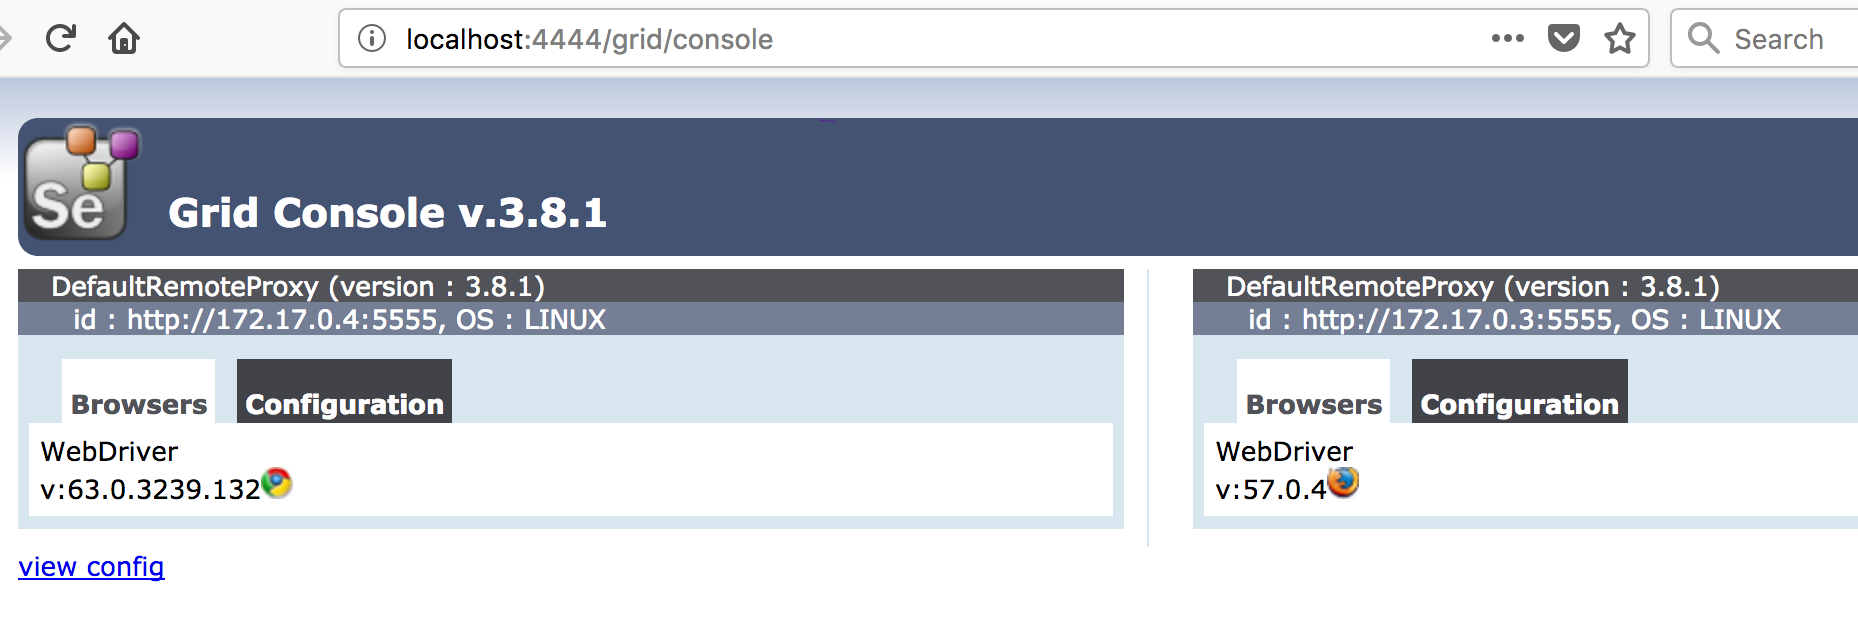 localhost:4444/grid/console
Search
Se
Grid Console v.3.8.1
DefaultRemoteProxy (version : 3.8.1)
id : http://172.17.0.4:5555, OS : LINUX
Browsers
Configuration
WebDriver
v:63.0.3239.132
DefaultRemoteProxy (version : 3.8.1)
id : http://172.17.0.3:5555, OS : LINUX
Browsers
Configuration
WebDriver
v:57.0.4
view config